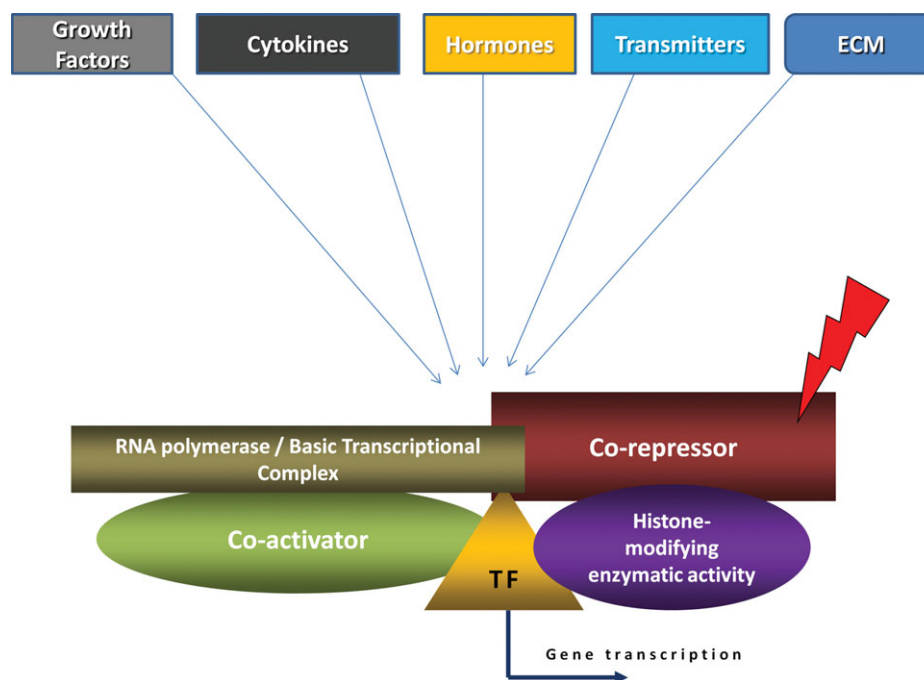 Growth
Factors
Cytokines
Hormones
Transmitters
ECM
RNA polymerase / Basic Transcriptional
Complex
Co-repressor
Co-activator
Histone-
modifying
enzymatic activity
TF
Gene transcription